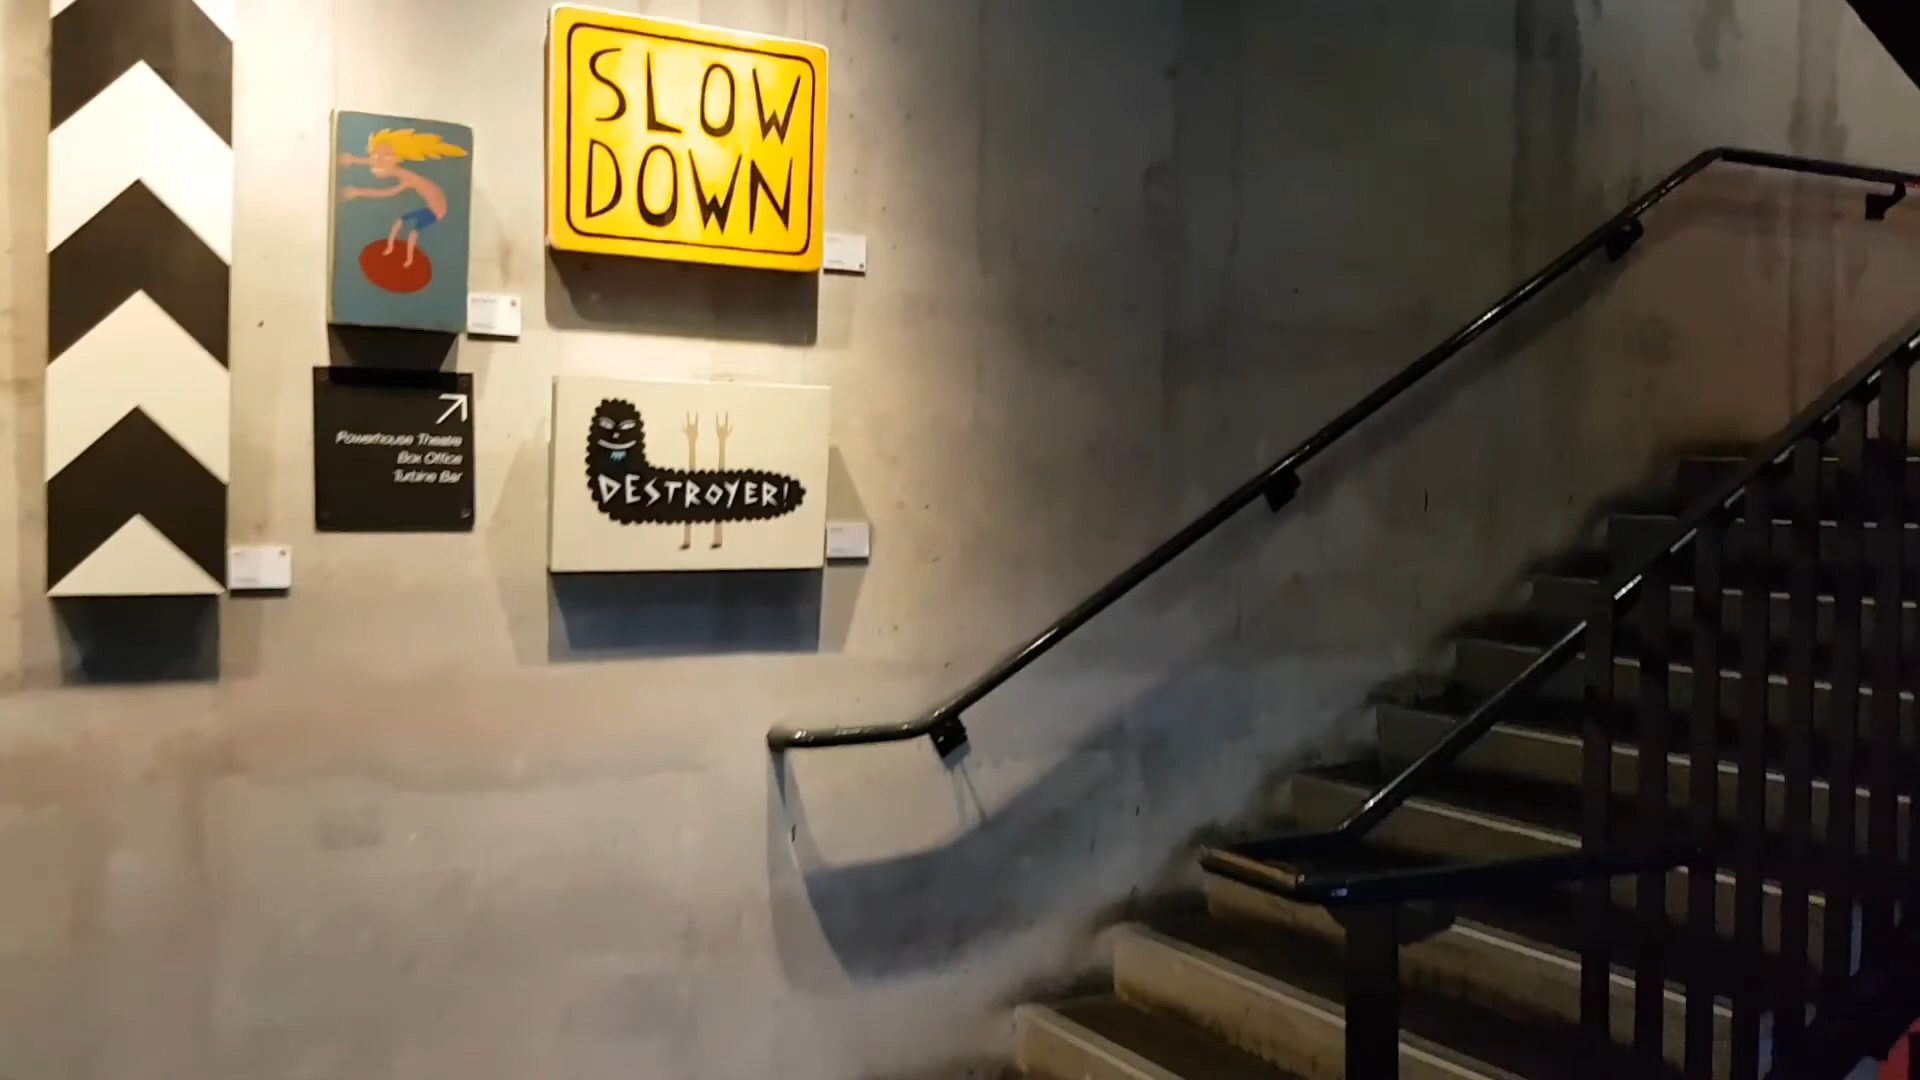 SLOW
DOWN
Powerhouse Theatre
Box Office
Turbine Bar
DESTROYER!